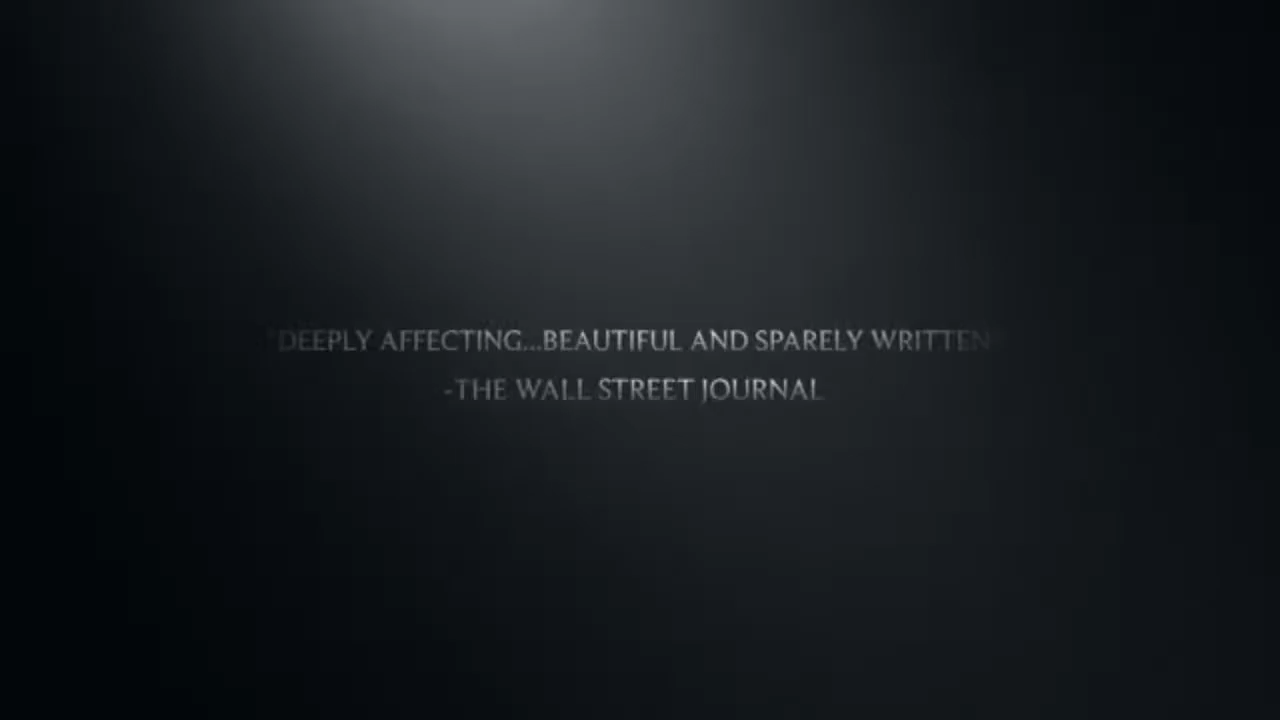 "DEEPLY AFFECTING...BEAUTIFUL AND SPARELY WRITTEN"
-THE WALL STREET JOURNAL